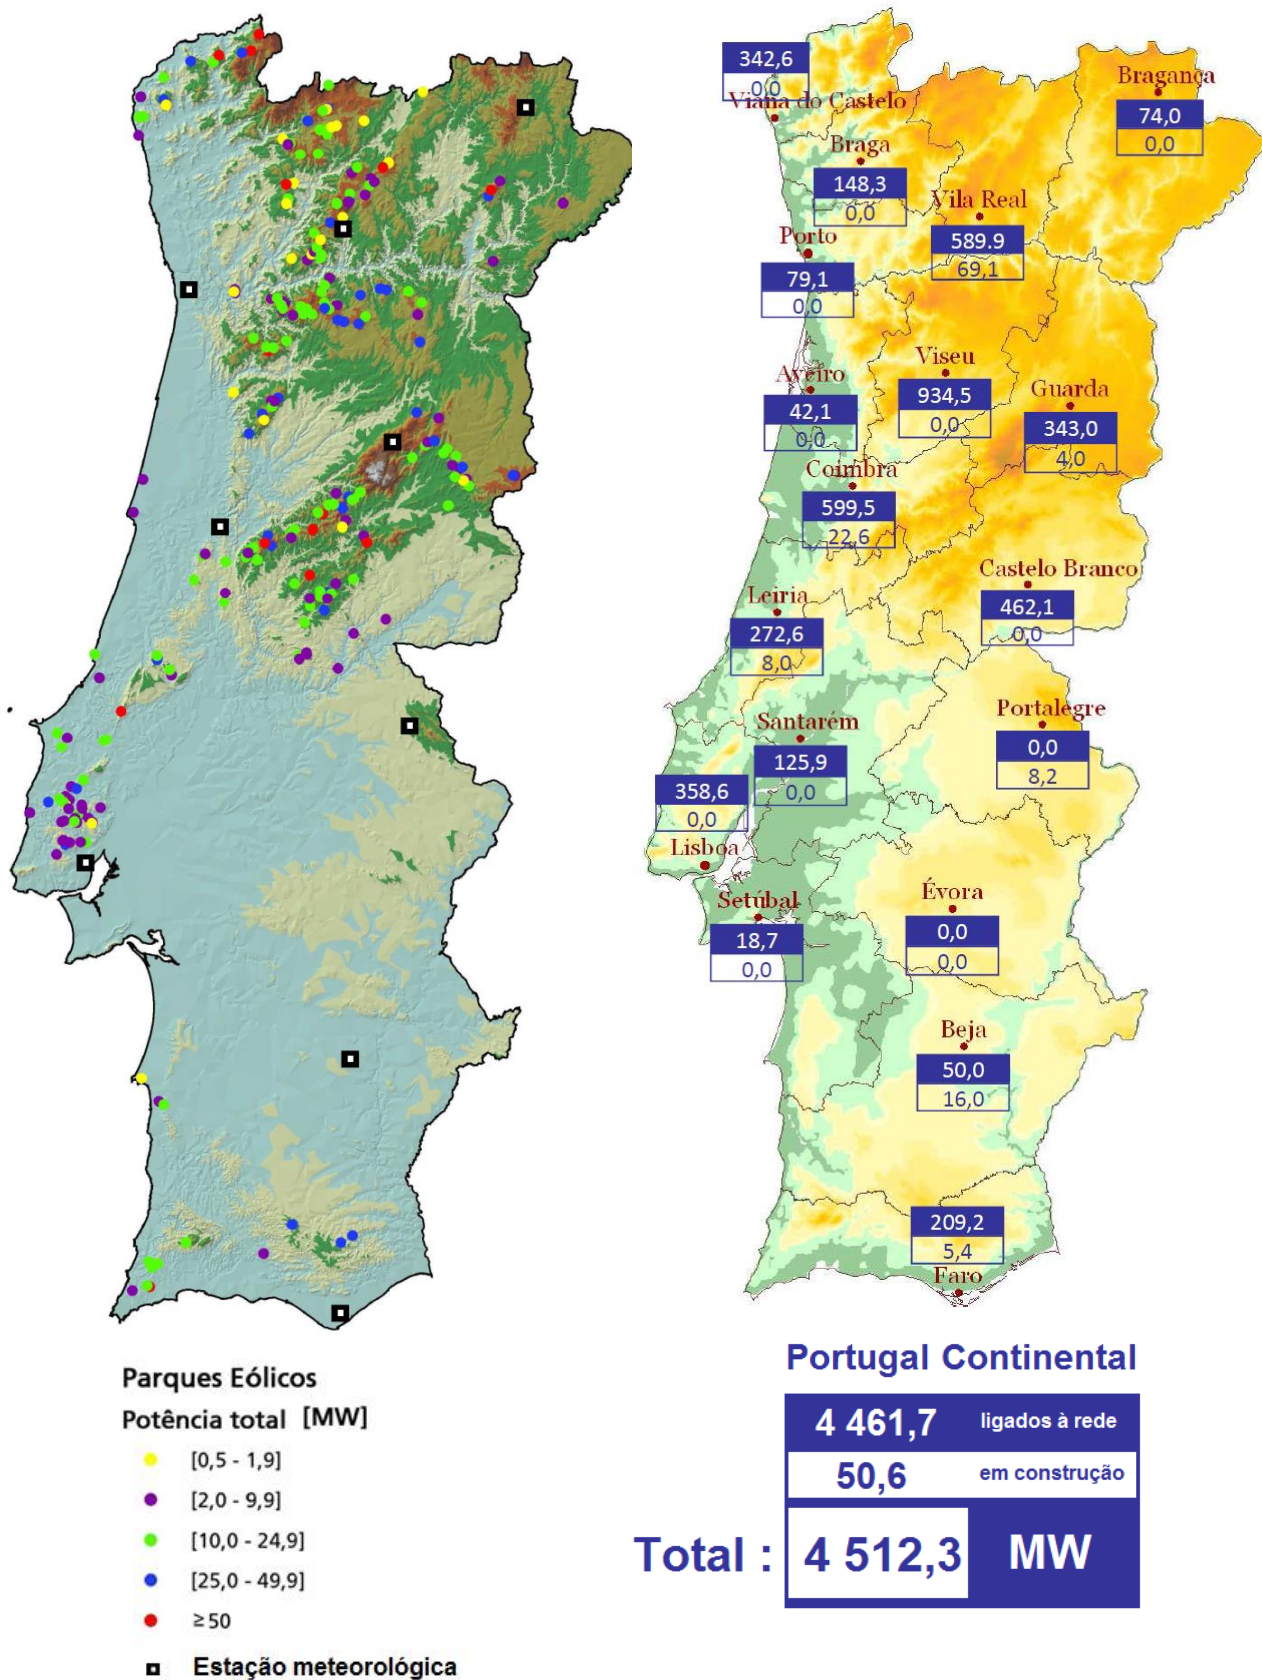 342,6
0,0
Viana do Castelo
Bragança
74,0
0,0
Braga
148,3
0,0
Vila Real
589.9
69,1
Porto
79,1
0,0
Viseu
934,5
0,0
Aveiro
42,1
0,0
Guarda
343,0
4,0
Coimbra
599,5
22,6
Castelo Branco
462,1
0,0
Leiria
272,6
8,0
Portalegre
0,0
8,2
Santarém
125,9
0,0
358,6
0,0
Lisboa
Setúbal
18,7
0,0
Évora
0,0
0,0
Beja
50,0
16,0
209,2
5,4
Faro
Parques Eólicos
Potência total [MW]
[0,5 - 1,9]
[2,0 - 9,9]
[10,0 - 24,9]
[25,0 - 49,9]
≥50
Estação meteorológica
Portugal Continental
4 461,7 ligados à rede
50,6 em construção
Total : 4 512,3 MW